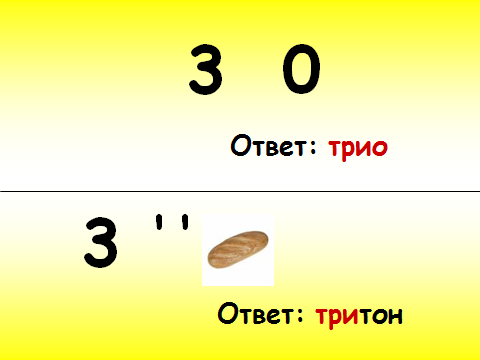 3 0
Ответ: трио
3 ' '
Ответ: тритон